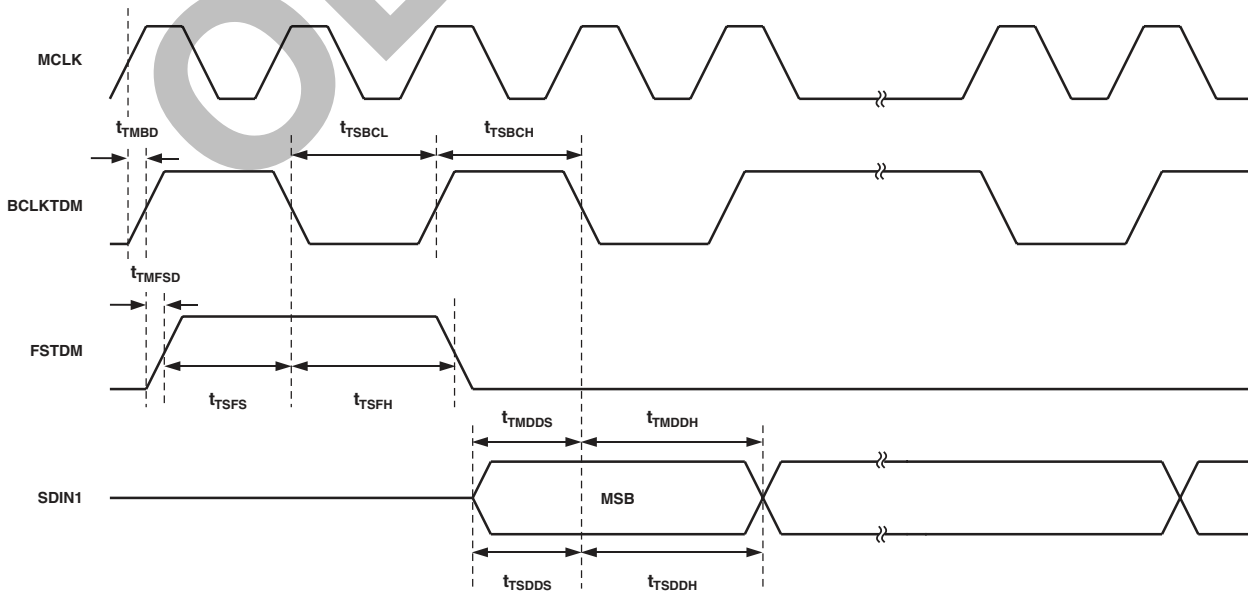 MCLK
tTMBD
tTSBCL
tTSBCH
BCLKTDM
tTMFSD
FSTDM
tTSFS
tTSFH
tTMDDS
tTMDDH
SDIN1
MSB
tTSDDS
tTSDDH